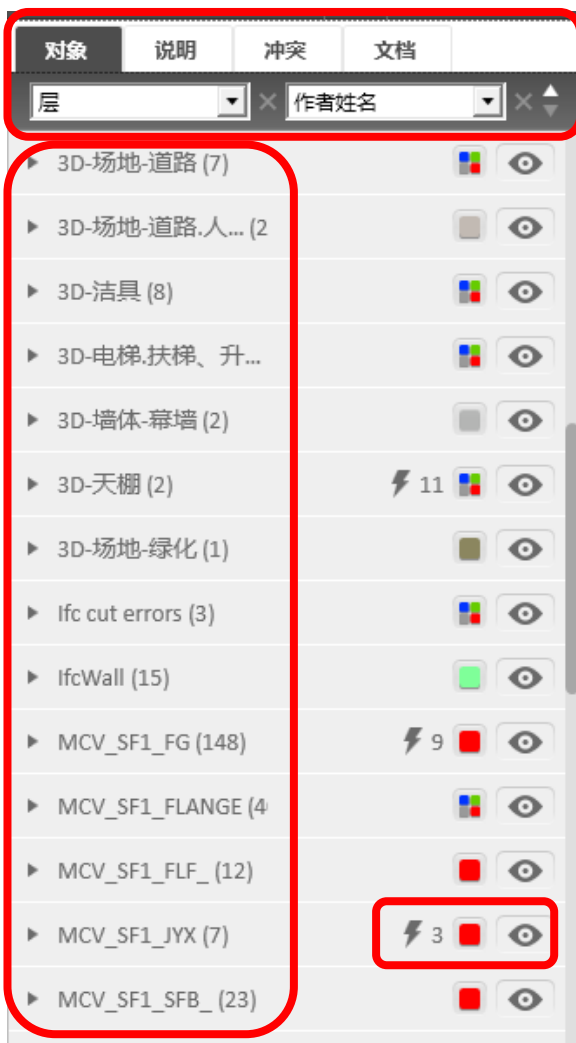 对象 说明 冲突 文档
层 作者姓名
3D-场地-道路 (7)
3D-场地-道路.人... (2
3D-洁具 (8)
3D-电梯.扶梯、升...
3D-墙体-幕墙 (2)
3D-天棚 (2) 11
3D-场地-绿化 (1)
Ifc cut errors (3)
IfcWall (15)
MCV_SF1_FG (148) 9
MCV_SF1_FLANGE (4
MCV_SF1_FLF_ (12)
MCV_SF1_JYX (7) 3
MCV_SF1_SFB_ (23)